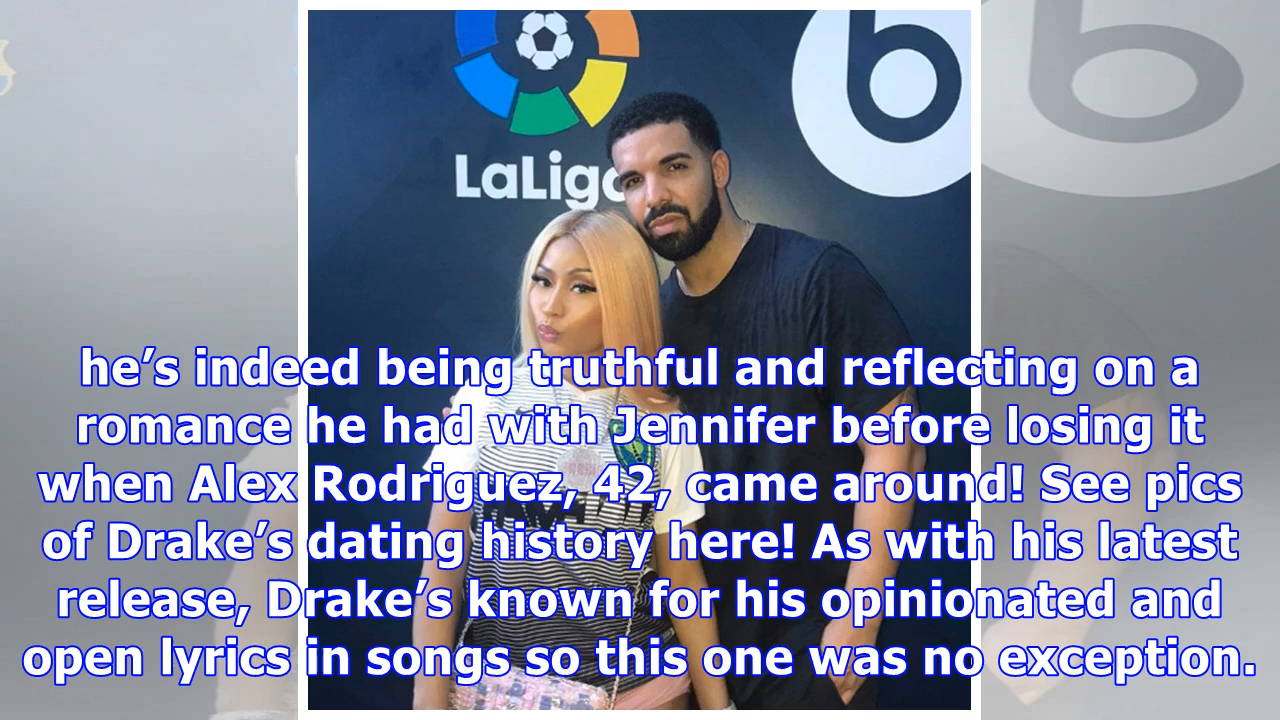 LaLiga
b
he’s indeed being truthful and reflecting on a
romance he had with Jennifer before losing it
when Alex Rodriguez, 42, came around! See pics
of Drake’s dating history here! As with his latest
release, Drake’s known for his opinionated and
open lyrics in songs so this one was no exception.